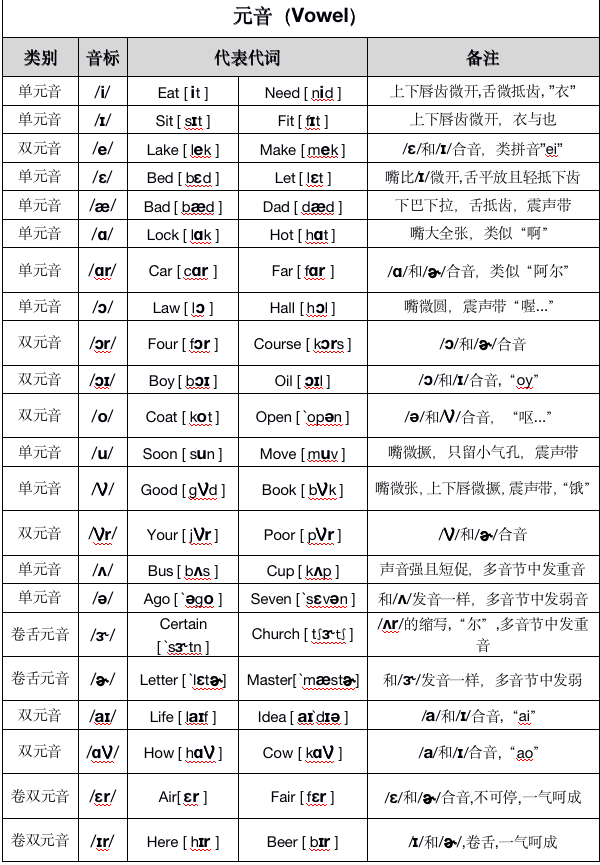 元音（Vowel）
类别 音标 代表代词 备注
单元音 /i/ Eat [ it ] Need [ nid ] 上下唇齿微开,舌微抵齿, ”衣”
单元音 /ɪ/ Sit [ sɪt ] Fit [ fɪt ] 上下唇齿微开，衣与也
双元音 /e/ Lake [ lek ] Make [ mek ] /ɛ/和/ɪ/合音，类拼音”ei”
单元音 /ɛ/ Bed [ bɛd ] Let [ lɛt ] 嘴比/ɪ/微开,舌平放且轻抵下齿
单元音 /æ/ Bad [ bæd ] Dad [ dæd ] 下巴下拉，舌抵齿，震声带
单元音 /ɑ/ Lock [ lɑk ] Hot [ hɑt ] 嘴大全张，类似“啊”
单元音 /ɑr/ Car [ cɑr ] Far [ fɑr ] /ɑ/和/ɚ/合音，类似“阿尔”
单元音 /ɔ/ Law [ lɔ ] Hall [ hɔl ] 嘴微圆，震声带“喔...”
双元音 /ɔr/ Four [ fɔr ] Course [ kɔrs ] /ɔ/和/ɚ/合音
双元音 /ɔɪ/ Boy [ bɔɪ ] Oil [ ɔɪl ] /ɔ/和/ɪ/合音,“oy”
双元音 /o/ Coat [ kot ] Open [ `opən ] /ə/和/Ʋ/合音，“呕...”
单元音 /u/ Soon [ sun ] Move [ muv ] 嘴微撅，只留小气孔，震声带
单元音 /Ʋ/ Good [ gƲd ] Book [ bƲk ] 嘴微张, 上下唇微撅, 震声带, “饿”
双元音 /Ʋr/ Your [ jƲr ] Poor [ pƲr ] /Ʋ/和/ɚ/合音
单元音 /ʌ/ Bus [ bʌs ] Cup [ kʌp ] 声音强且短促，多音节中发重音
单元音 /ə/ Ago [ `əgo ] Seven [ `sɛvən ] 和/ʌ/发音一样，多音节中发弱音
卷舌元音 /ɝ/ Certain
[ `sɝtn ] Church [ tʃɝtʃ ] /ʌr/的缩写, “尔” ,多音节中发重
音
卷舌元音 /ɚ/ Letter [ `lɛtɚ] Master[ `mæstɚ] 和/ɝ/发音一样，多音节中发弱
双元音 /aɪ/ Life [ laɪf ] Idea [ aɪ`dɪə ] /a/和/ɪ/合音,“ai”
双元音 /ɑƲ/ How [ hɑƲ ] Cow [ kɑƲ ] /a/和/ɪ/合音,“ao”
卷双元音 /ɛr/ Air[ ɛr ] Fair [ fɛr ] /ɛ/和/ɚ/合音,不可停,一气呵成
卷双元音 /ɪr/ Here [ hɪr ] Beer [ bɪr ] /ɪ/和/ɚ/,卷舌,一气呵成